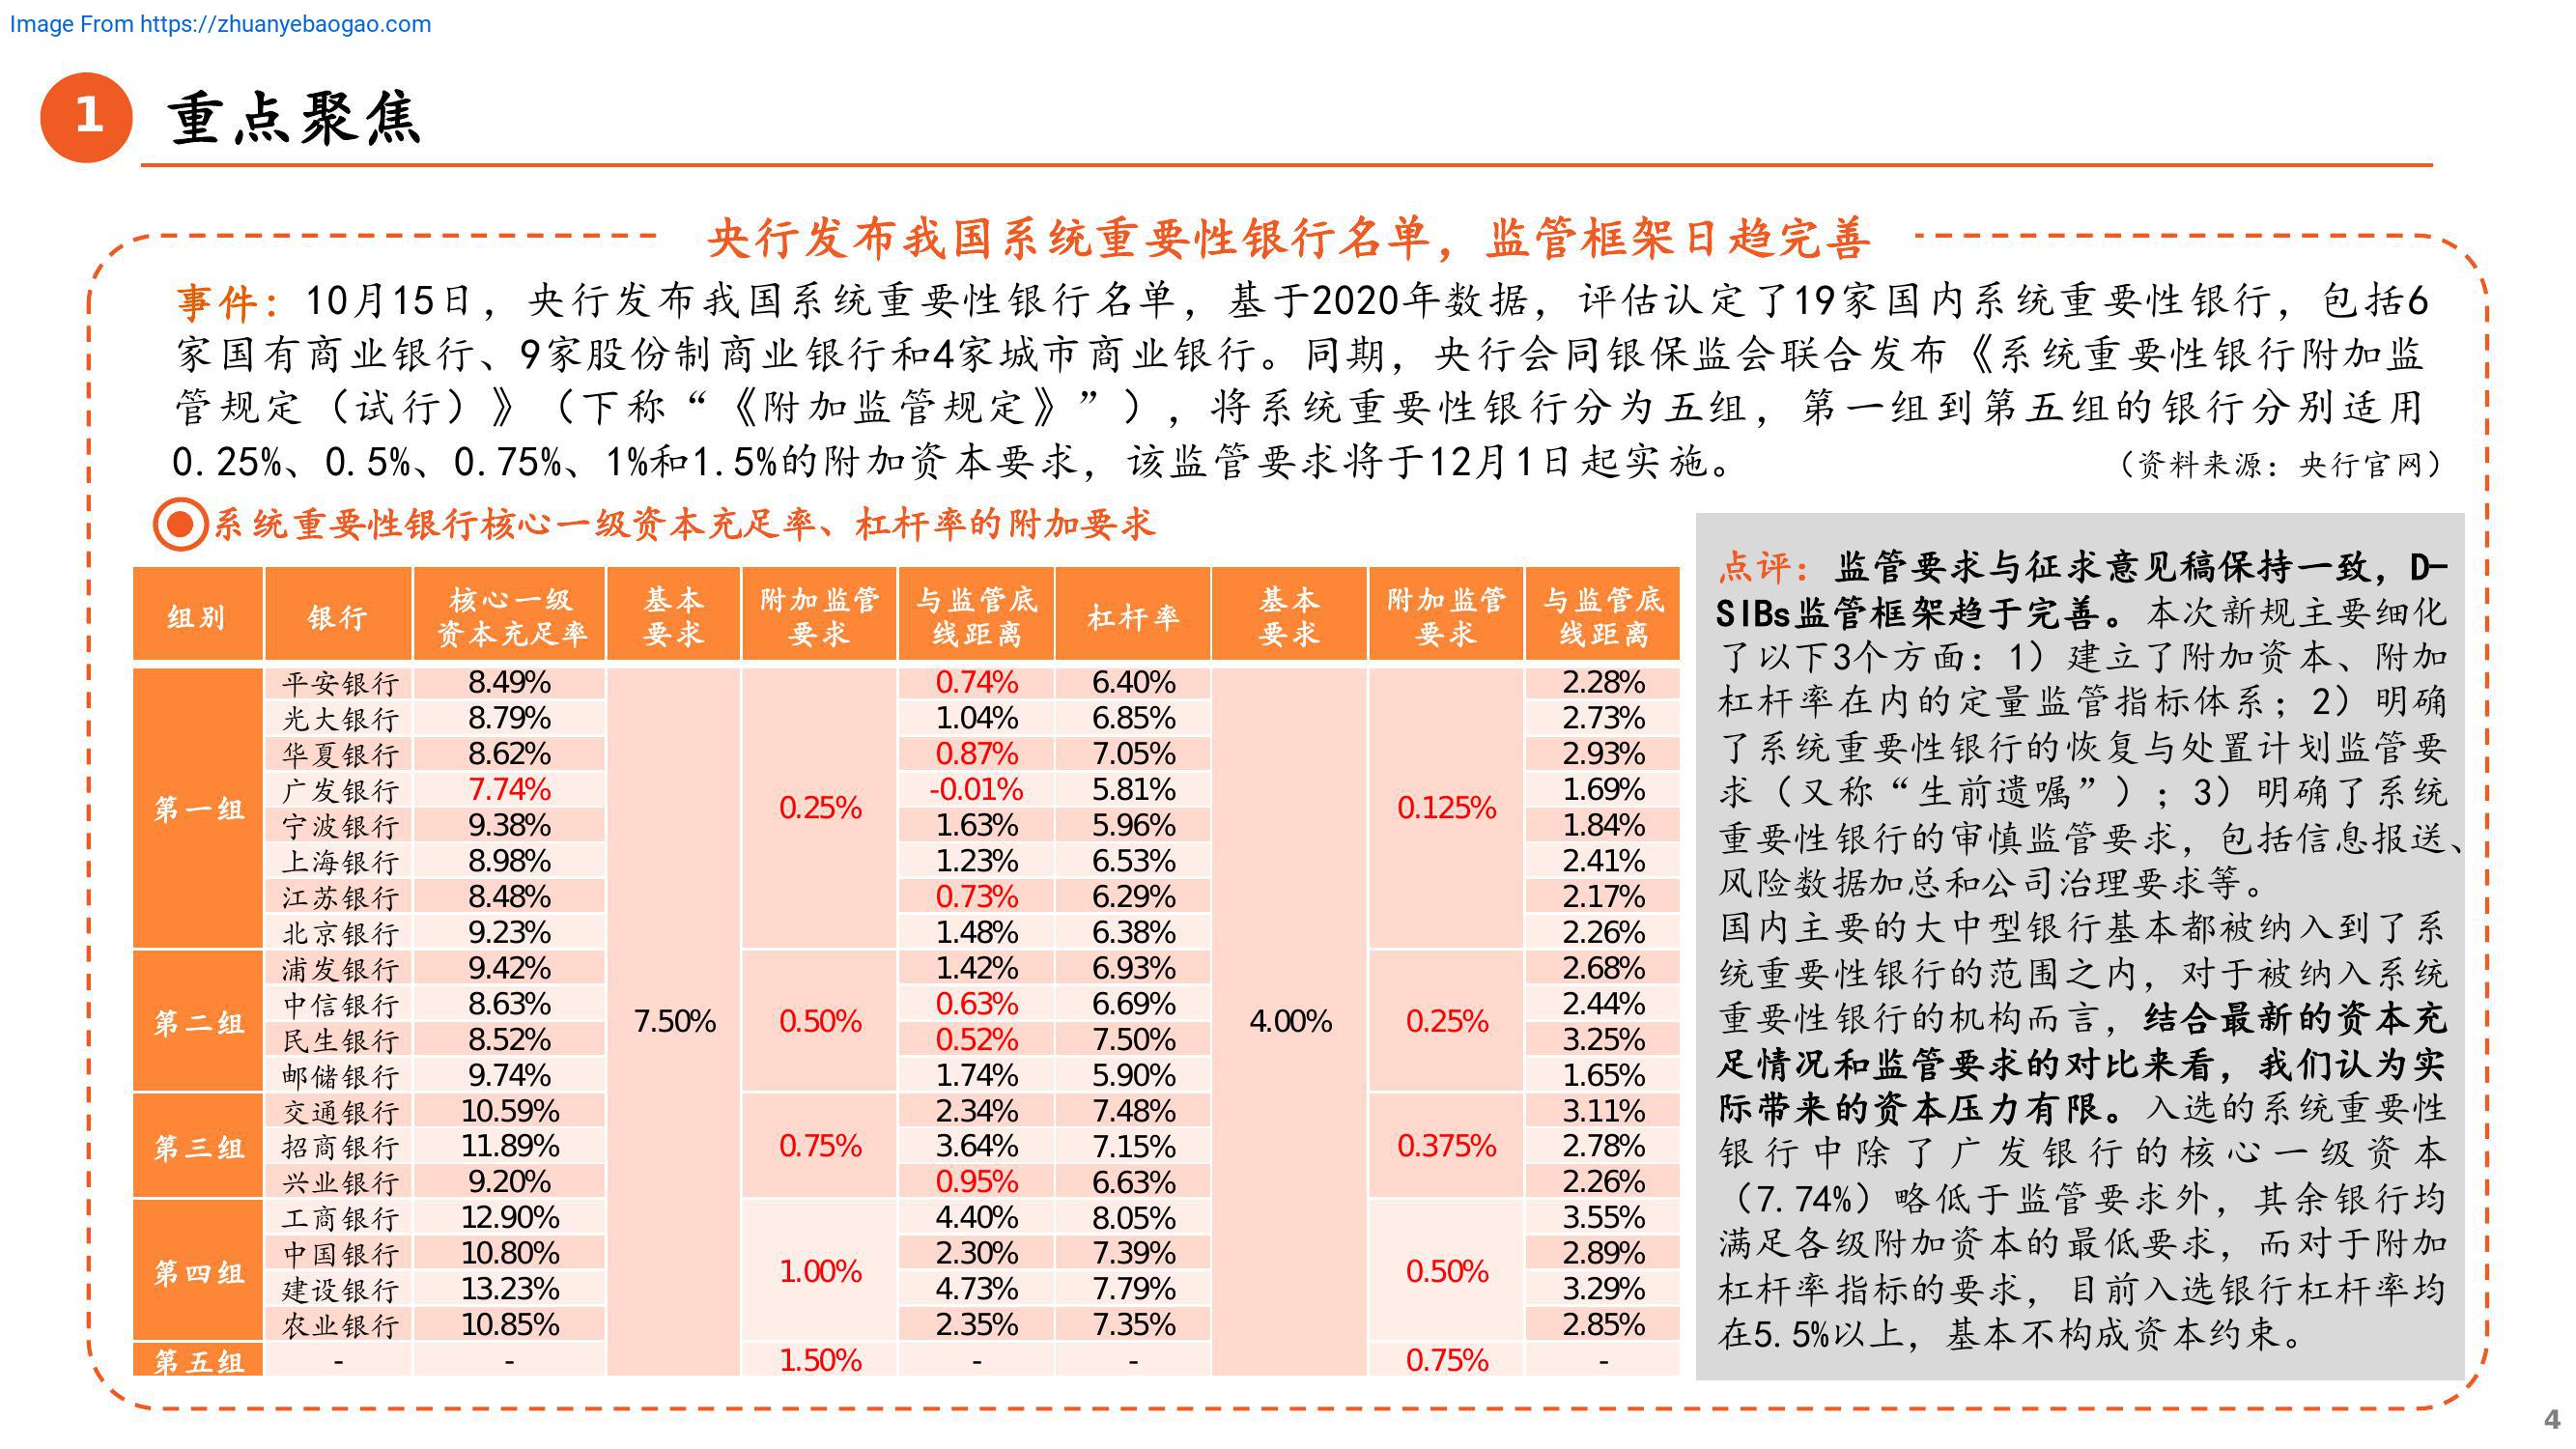 Image From https://zhuanyebaogao.com
1 重点聚焦
央行发布我国系统重要性银行名单，监管框架日趋完善
事件：10月15日，央行发布我国系统重要性银行名单，基于2020年数据，评估认定了19家国内系统重要性银行，包括6
家国有商业银行、9家股份制商业银行和4家城市商业银行。同期，央行会同银保监会联合发布《系统重要性银行附加监
管规定（试行）》（下称“《附加监管规定》”），将系统重要性银行分为五组，第一组到第五组的银行分别适用
0.25%、0.5%、0.75%、1%和1.5%的附加资本要求，该监管要求将于12月1日起实施。 （资料来源：央行官网）
系统重要性银行核心一级资本充足率、杠杆率的附加要求
组别 银行 核心一级资本充足率 基本要求 附加监管要求 与监管底线距离 杠杆率 基本要求 附加监管要求 与监管底线距离
第一组 平安银行 8.49% 7.50% 0.25% 0.74% 6.40% 4.00% 0.125% 2.28%
光大银行 8.79% 1.04% 6.85% 2.73%
华夏银行 8.62% 0.87% 7.05% 2.93%
广发银行 7.74% -0.01% 5.81% 1.69%
宁波银行 9.38% 1.63% 5.96% 1.84%
上海银行 8.98% 1.23% 6.53% 2.41%
江苏银行 8.48% 0.73% 6.29% 2.17%
北京银行 9.23% 1.48% 6.38% 2.26%
第二组 浦发银行 9.42% 0.50% 1.42% 6.93% 0.25% 2.68%
中信银行 8.63% 0.63% 6.69% 2.44%
民生银行 8.52% 0.52% 7.50% 3.25%
邮储银行 9.74% 1.74% 5.90% 1.65%
第三组 交通银行 10.59% 0.75% 2.34% 7.48% 0.375% 3.11%
招商银行 11.89% 3.64% 7.15% 2.78%
兴业银行 9.20% 0.95% 6.63% 2.26%
第四组 工商银行 12.90% 1.00% 4.40% 8.05% 0.50% 3.55%
中国银行 10.80% 2.30% 7.39% 2.89%
建设银行 13.23% 4.73% 7.79% 3.29%
农业银行 10.85% 2.35% 7.35% 2.85%
第五组 - - 1.50% - - 0.75% -
点评：监管要求与征求意见稿保持一致，D-
SIBs监管框架趋于完善。本次新规主要细化
了以下3个方面：1）建立了附加资本、附加
杠杆率在内的定量监管指标体系；2）明确
了系统重要性银行的恢复与处置计划监管要
求（又称“生前遗嘱”）；3）明确了系统
重要性银行的审慎监管要求，包括信息报送、
风险数据加总和公司治理要求等。
国内主要的大中型银行基本都被纳入到了系
统重要性银行的范围之内，对于被纳入系统
重要性银行的机构而言，结合最新的资本充
足情况和监管要求的对比来看，我们认为实
际带来的资本压力有限。入选的系统重要性
银行中除了广发银行的核心一级资本
（7.74%）略低于监管要求外，其余银行均
满足各级附加资本的最低要求，而对于附加
杠杆率指标的要求，目前入选银行杠杆率均
在5.5%以上，基本不构成资本约束。
4